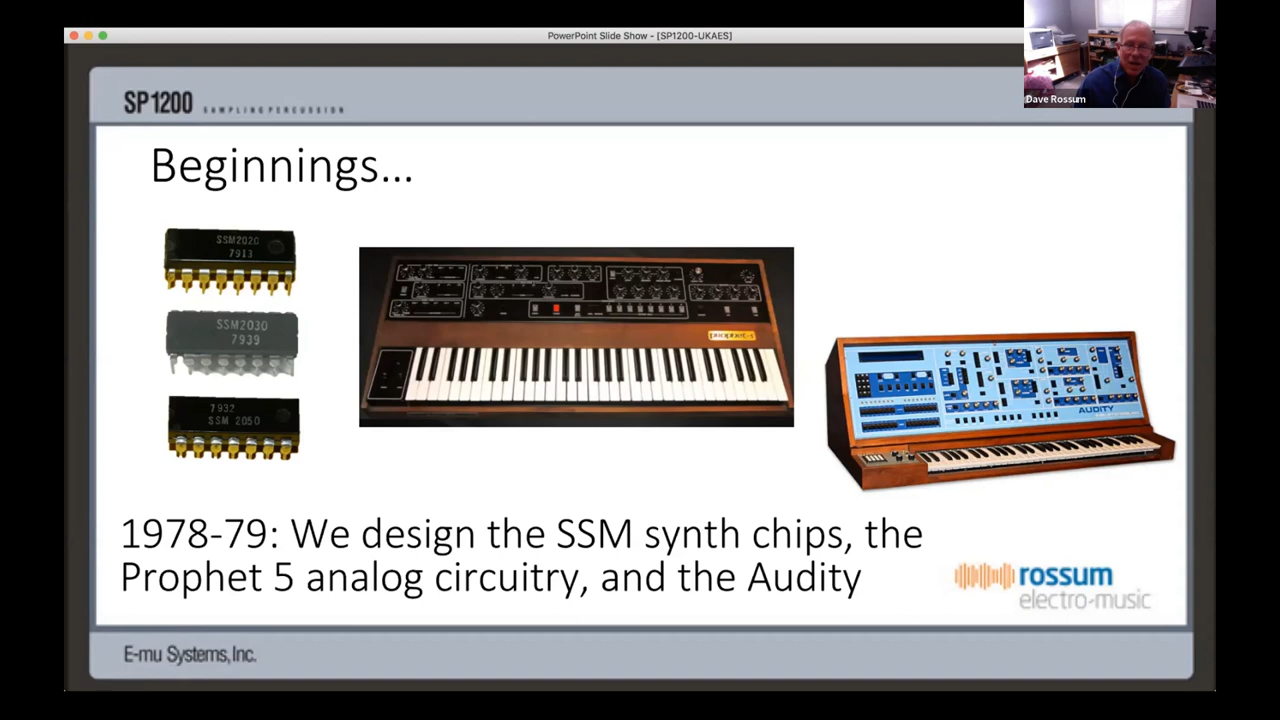 PowerPoint Slide Show - [SP1200-UKAES]
Dave Rossum
SP1200 SAMPLING PERCUSSION
Beginnings...
SSM2020
7913
SSM2030
7939
7932
SSM 2050
prophet-5
AUDITY
1978-79: We design the SSM synth chips, the
Prophet 5 analog circuitry, and the Audity
rossum
electro-music
E-mu Systems, Inc.